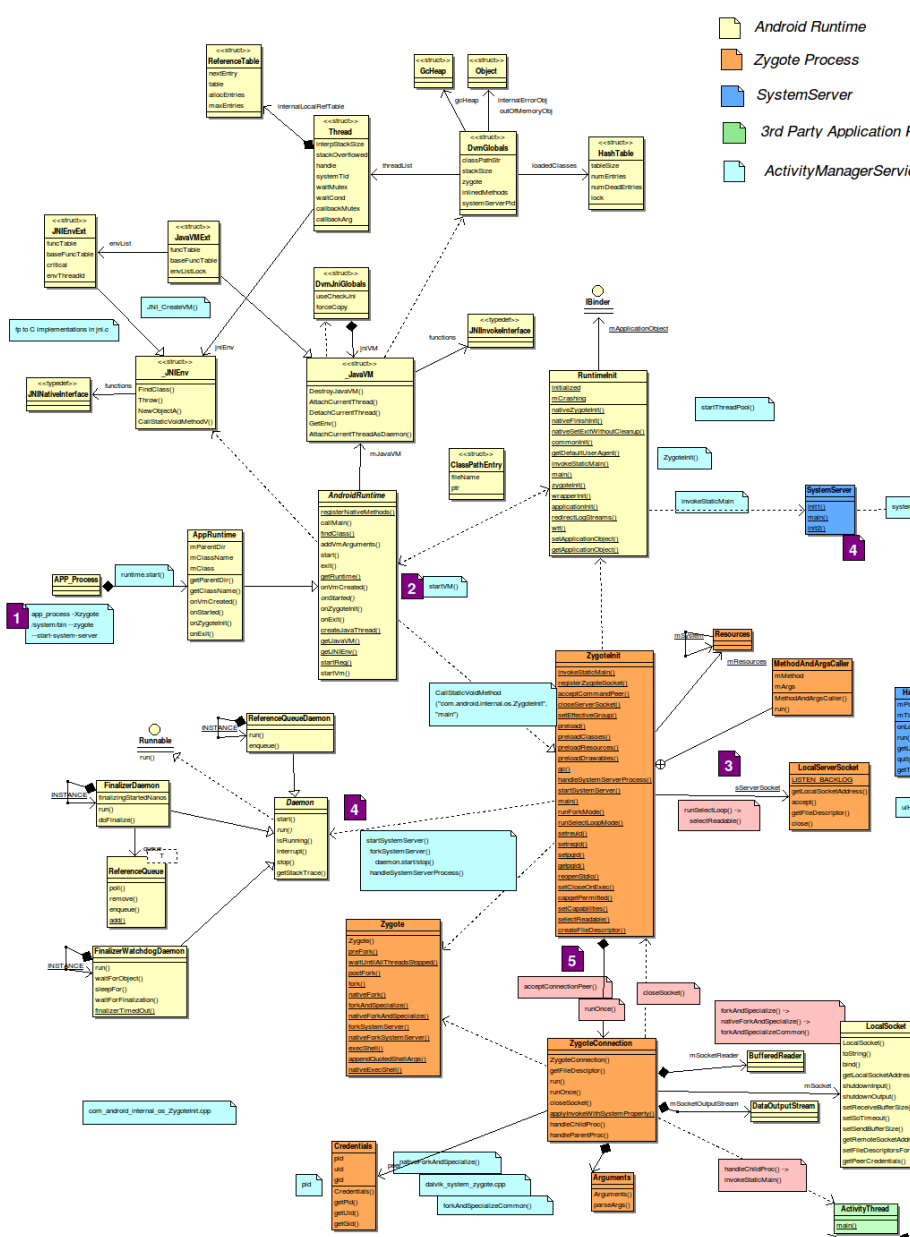 Android Runtime
Zygote Process
SystemServer
3rd Party Application
ActivityManagerServic
<<struct>>
ReferenceTable
nextEntry
table
allocEntries
maxEntries
internalLocalRefTable
<<struct>>
GcHeap
<<struct>>
Object
gcHeap
internalErrorObj
outOfMemoryObj
<<struct>>
Thread
interpStackSize
stackOverflowed
handle
systemTid
waitMutex
waitCond
callbackMutex
callbackArg
threadList
<<struct>>
DvmGlobals
classPathStr
stackSize
zygote
inlinedMethods
systemServerPid
loadedClasses
<<struct>>
HashTable
tableSize
numEntries
numDeadEntries
lock
<<struct>>
JNIEnvExt
funcTable
baseFuncTable
critical
envThreadId
envList
<<struct>>
JavaVMExt
funcTable
baseFuncTable
envListLock
JNI_CreateVM()
fp to C implementations in jni.c
<<struct>>
DvmJniGlobals
useCheckJni
forceCopy
jniVM
jniEnv
<<typedef>>
JNIInvokeInterface
functions
IBinder
mApplicationObject
<<typedef>>
JNINativeInterface
functions
<<struct>>
_JNIEnv
FindClass()
Throw()
NewObjectA()
CallStaticVoidMethodV()
<<struct>>
_JavaVM
DestroyJavaVM()
AttachCurrentThread()
DetachCurrentThread()
GetEnv()
AttachCurrentThreadAsDaemon()
mJavaVM
<<struct>>
ClassPathEntry
fileName
ptr
RuntimeInit
initialized
mCrashing
nativeZygoteInit()
nativeFinishInit()
nativeSetExitWithoutCleanup()
commonInit()
getDefaultUserAgent()
invokeStaticMain()
main()
zygoteInit()
wrapperInit()
applicationInit()
redirectLogStreams()
wtf()
setApplicationObject()
getApplicationObject()
startThreadPool()
ZygoteInit()
invokeStaticMain
SystemServer
init1()
main()
init2()
system
4
AndroidRuntime
registerNativeMethods()
callMain()
findClass()
addVmArguments()
start()
exit()
getRuntime()
onVmCreated()
onStarted()
onZygoteInit()
onExit()
createJavaThread()
getJavaVM()
getJNIEnv()
startReg()
startVm()
2
startVM()
AppRuntime
mParentDir
mClassName
mClass
getParentDir()
getClassName()
onVmCreated()
onStarted()
onZygoteInit()
onExit()
APP_Process
runtime.start()
1
app_process -Xzygote
/system/bin --zygote
--start-system-server
CallStaticVoidMethod
("com.android.internal.os.ZygoteInit",
"main")
ZygoteInit
invokeStaticMain()
registerZygoteSocket()
acceptCommandPeer()
closeServerSocket()
setEffectiveGroup()
preload()
preloadClasses()
preloadResources()
preloadDrawables()
gc()
handleSystemServerProcess()
startSystemServer()
main()
runForkMode()
runSelectLoopMode()
setreuid()
setregid()
setpgid()
getpgid()
reopenStdio()
setCloseOnExec()
capgetPermitted()
setCapabilities()
selectReadable()
createFileDescriptor()
mSystem
Resources
mResources
MethodAndArgsCaller
mMethod
mArgs
MethodAndArgsCaller()
run()
3
sServerSocket
LocalServerSocket
LISTEN_BACKLOG
getLocalSocketAddress()
accept()
getFileDescriptor()
close()
runSelectLoop() ->
selectReadable()
Ha
mPr
mTi
onLo
run()
getL
quit(
getT
uiH
Runnable
run()
INSTANCE
ReferenceQueueDaemon
run()
enqueue()
INSTANCE
FinalizerDaemon
finalizingStartedNanos
run()
doFinalize()
Daemon
start()
run()
isRunning()
interrupt()
stop()
getStackTrace()
4
startSystemServer()
forkSystemServer()
daemon.start/stop()
handleSystemServerProcess()
queue
T
ReferenceQueue
poll()
remove()
enqueue()
add()
INSTANCE
FinalizerWatchdogDaemon
run()
waitForObject()
sleepFor()
waitForFinalization()
finalizerTimedOut()
Zygote
Zygote()
preFork()
waitUntilAllThreadsStopped()
postFork()
fork()
nativeFork()
forkAndSpecialize()
nativeForkAndSpecialize()
forkSystemServer()
nativeForkSystemServer()
execShell()
appendQuotedShellArgs()
nativeExecShell()
5
acceptConnectionPeer()
runOnce()
closeSocket()
forkAndSpecialize() ->
nativeForkAndSpecialize() ->
forkAndSpecializeCommon()
ZygoteConnection
ZygoteConnection()
getFileDesciptor()
run()
runOnce()
closeSocket()
applyInvokeWithSystemProperty()
handleChildProc()
handleParentProc()
mSocketReader
BufferedReader
mSocket
mSocketOutputStream
DataOutputStream
LocalSocket
LocalSocket()
toString()
bind()
getLocalSocketAddres
shutdownInput()
shutdownOutput()
setReceiveBufferSize(
setSoTimeout()
setSendBufferSize()
getRemoteSocketAddr
setFileDescriptorsFor
getPeerCredentials()
com_android_internal_os_ZygoteInit.cpp
Credentials
pid
uid
gid
Credentials()
getPid()
getUid()
getGid()
peer
pid
nativeForkAndSpecialize()
dalvik_system_zygote.cpp
forkAndSpecializeCommon()
Arguments
Arguments()
parseArgs()
handleChildProc() ->
invokeStaticMain()
ActivityThread
main()